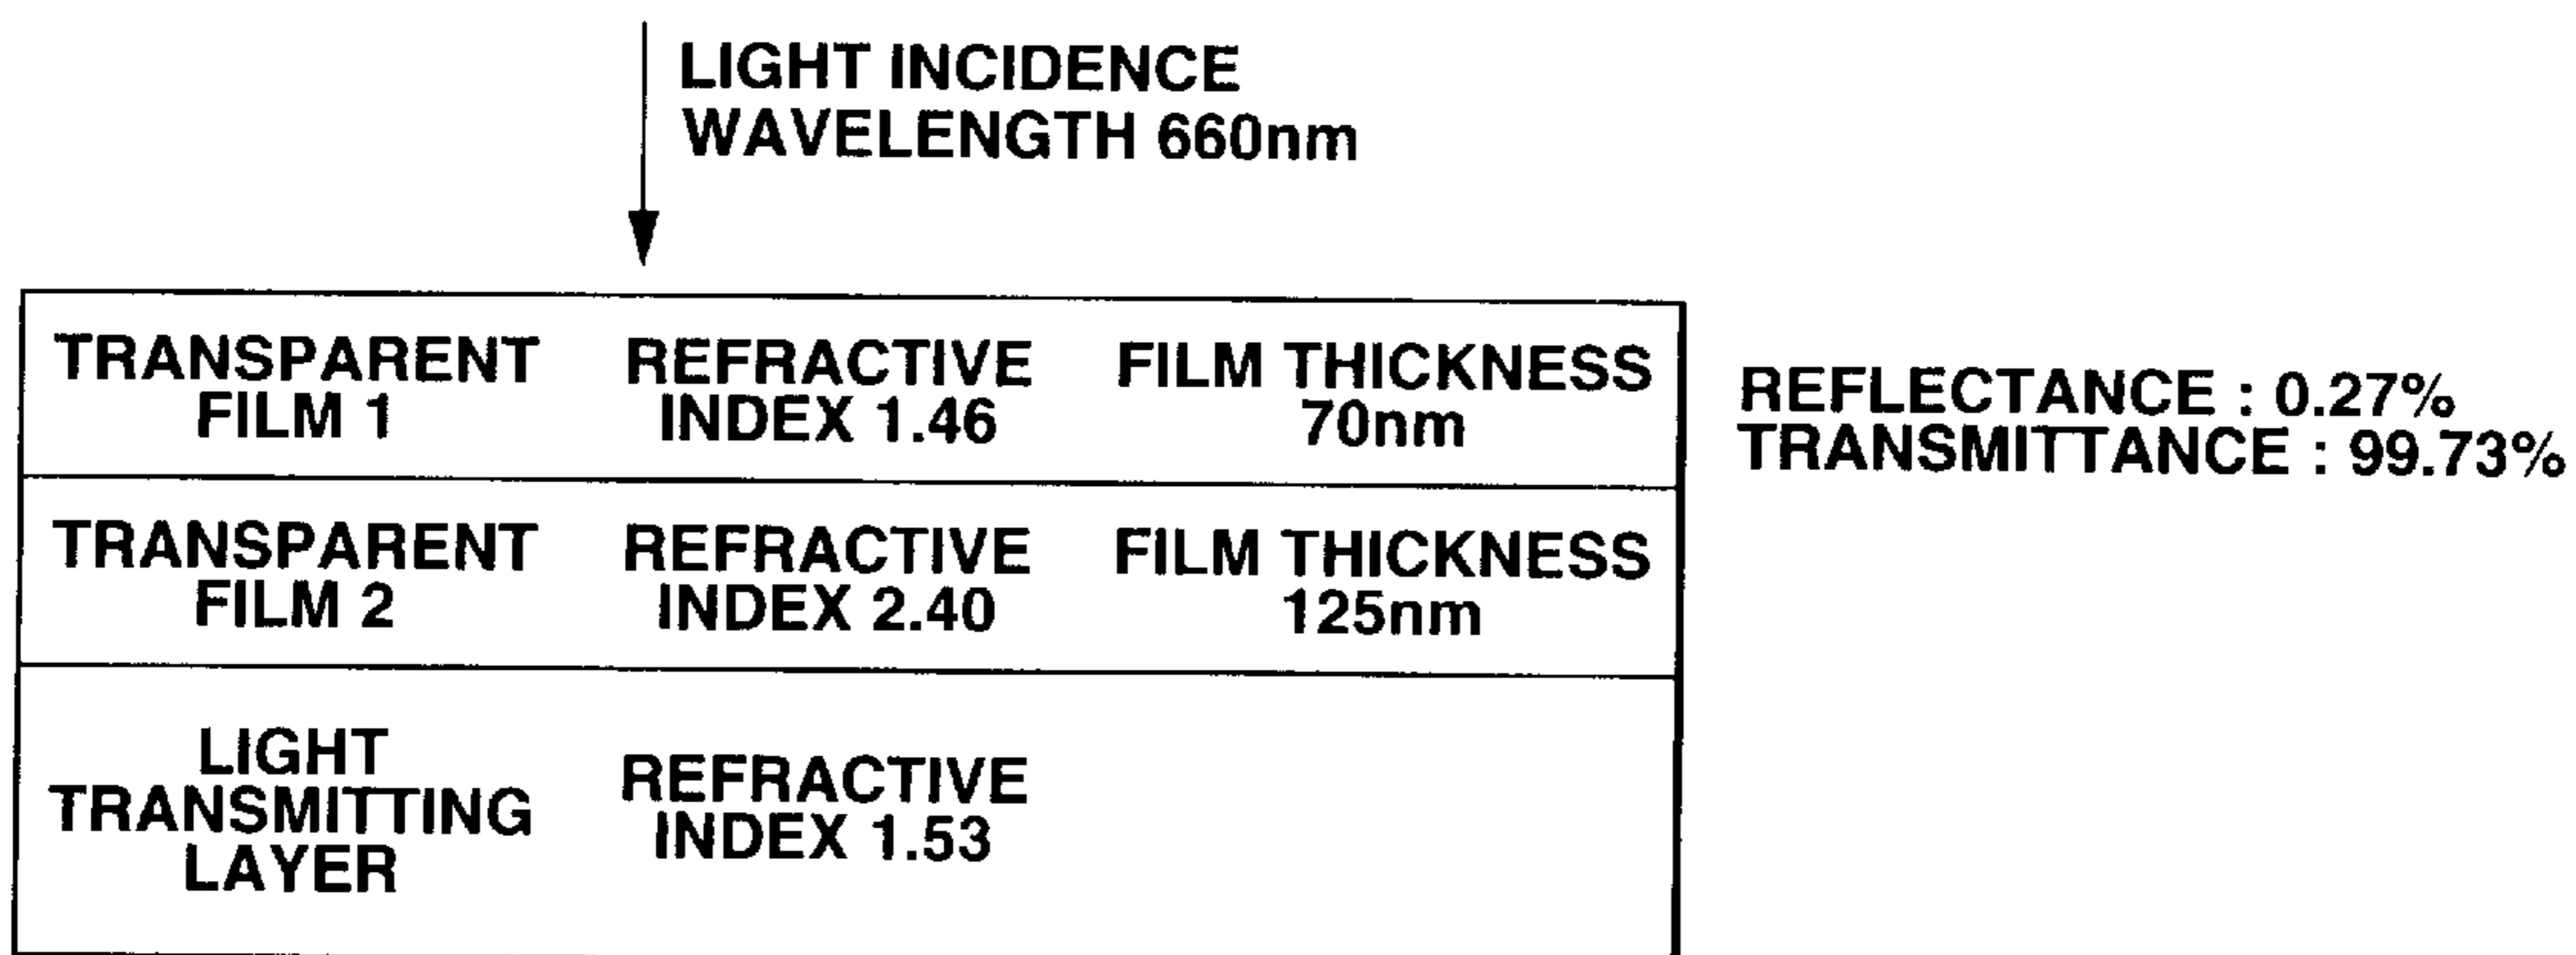 LIGHT INCIDENCE
WAVELENGTH 660nm
TRANSPARENT
FILM 1
REFRACTIVE
INDEX 1.46
FILM THICKNESS
70nm
REFLECTANCE : 0.27%
TRANSMITTANCE : 99.73%
TRANSPARENT
FILM 2
REFRACTIVE
INDEX 2.40
FILM THICKNESS
125nm
LIGHT
TRANSMITTING
LAYER
REFRACTIVE
INDEX 1.53